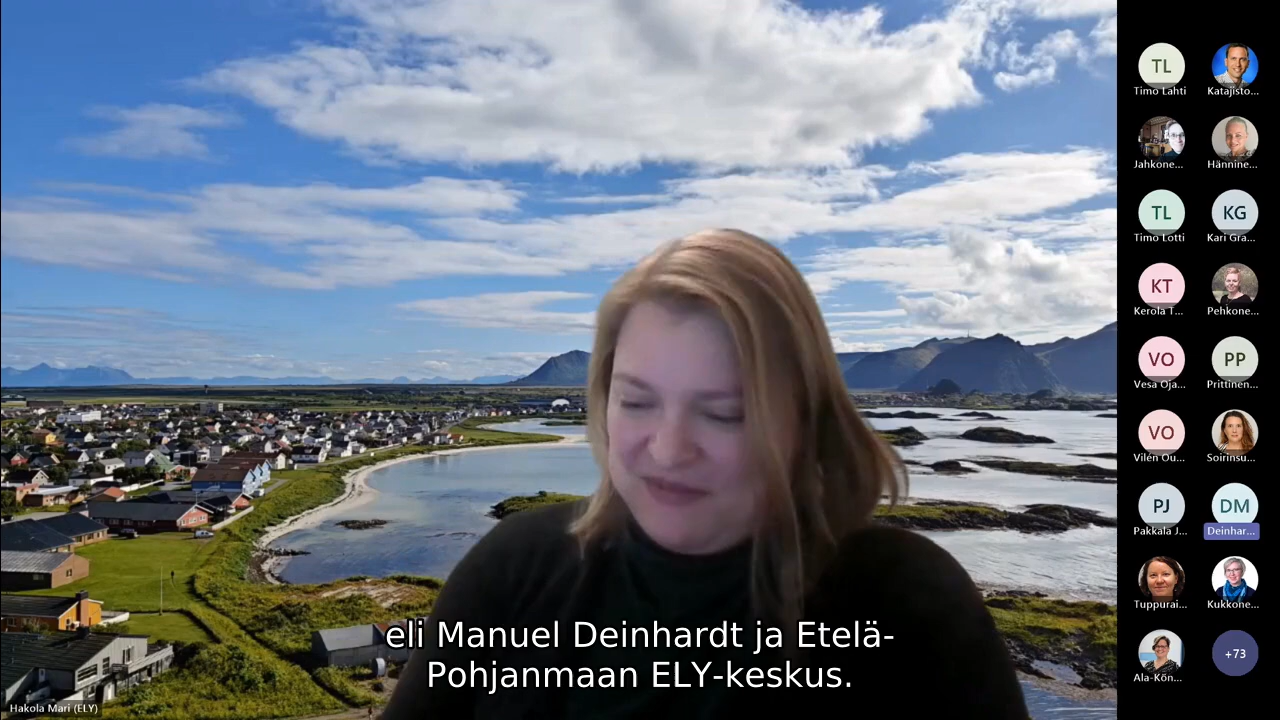 TL
Timo Lahti
Katajisto...
Jahkone...
Hännine...
TL
Timo Lotti
KG
Kari Gra...
KT
Kerola T...
Pehkone...
VO
Vesa Oja...
PP
Prittinen...
VO
Vilén Ou...
Soirinsu...
PJ
Pakkala J...
DM
Deinhar...
Tuppurai...
Kukkone...
Ala-Kön...
+73
eli Manuel Deinhardt ja Etelä-
Pohjanmaan ELY-keskus.
Hakola Mari (ELY)